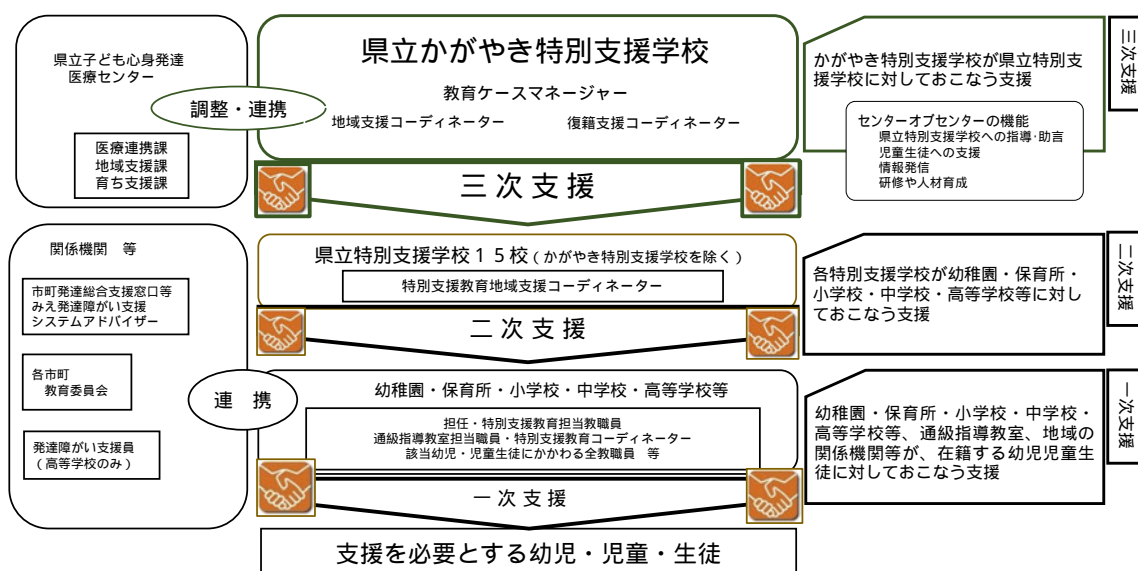 県立子ども心身発達
医療センター
調整・連携
医療連携課
地域支援課
育ち支援課
県立かがやき特別支援学校
教育ケースマネージャー
地域支援コーディネーター　　復籍支援コーディネーター
三次支援
かがやき特別支援学校が県立特別支
援学校に対しておこなう支援
センターオブセンターの機能
県立特別支援学校への指導・助言
児童生徒への支援
情報発信
研修や人材育成
三次支援
関係機関　等
市町発達総合支援窓口等
みえ発達障がい支援
システムアドバイザー
各市町
教育委員会
発達障がい支援員
（高等学校のみ）
連　携
県立特別支援学校１５校（かがやき特別支援学校を除く）
特別支援教育地域支援コーディネーター
二次支援
各特別支援学校が幼稚園・保育所・
小学校・中学校・高等学校等に対し
ておこなう支援
二次支援
幼稚園・保育所・小学校・中学校・高等学校等
担任・特別支援教育担当教職員
通級指導教室担当職員・特別支援教育コーディネーター
該当幼児・児童生徒にかかわる全教職員　等
一次支援
幼稚園・保育所・小学校・中学校・
高等学校等、通級指導教室、地域の
関係機関等が、在籍する幼児児童生
徒に対しておこなう支援
一次支援
支援を必要とする幼児・児童・生徒